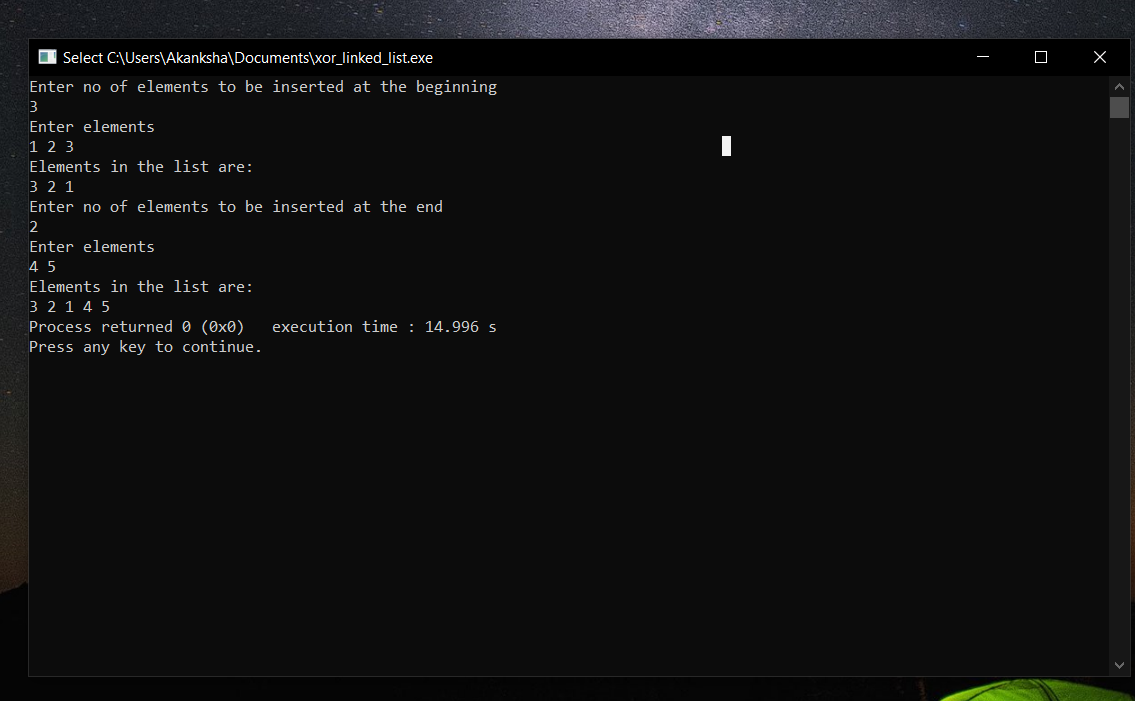 Select C:\Users\Akanksha\Documents\xor_linked_list.exe
Enter no of elements to be inserted at the beginning
3
Enter elements
1 2 3
Elements in the list are:
3 2 1
Enter no of elements to be inserted at the end
2
Enter elements
4 5
Elements in the list are:
3 2 1 4 5
Process returned 0 (0x0)   execution time : 14.996 s
Press any key to continue.